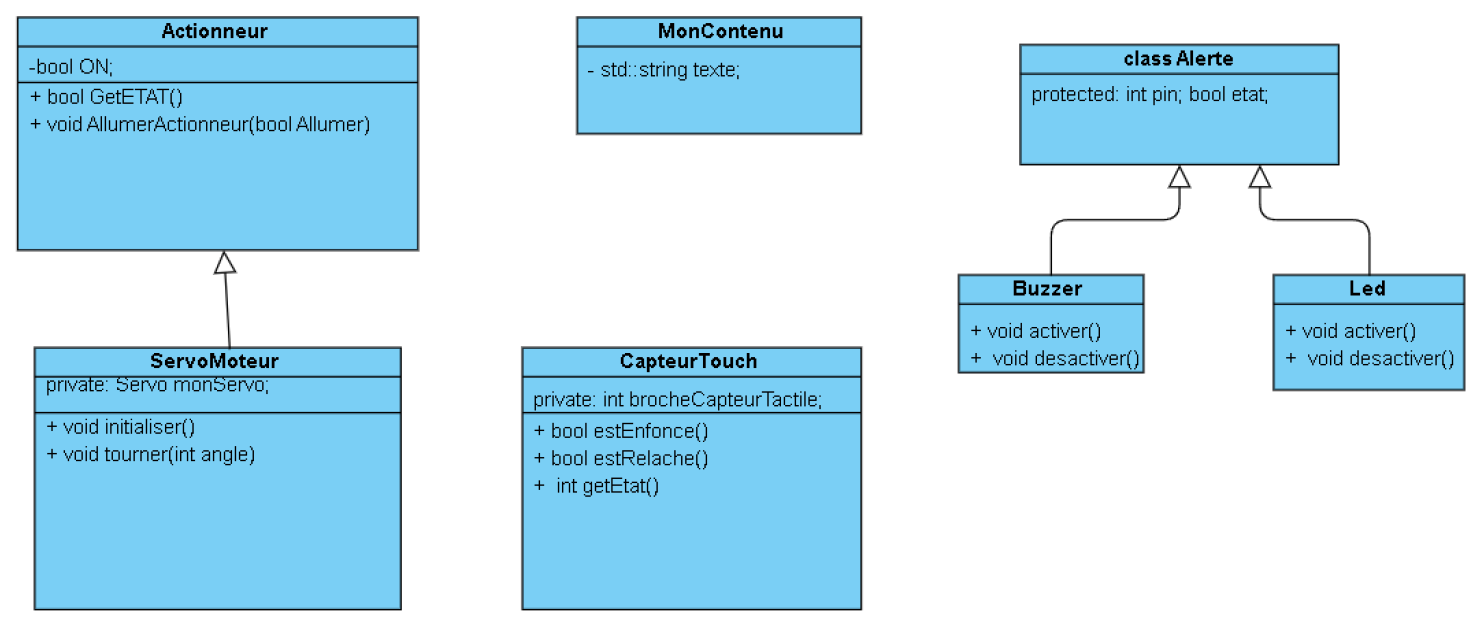 Actionneur
-bool ON;
+ bool GetETAT()
+ void AllumerActionneur(bool Allumer)
MonContenu
- std::string texte;
class Alerte
protected: int pin; bool etat;
Buzzer
+ void activer()
+ void desactiver()
Led
+ void activer()
+ void desactiver()
ServoMoteur
private: Servo monServo;
+ void initialiser()
+ void tourner(int angle)
CapteurTouch
private: int brocheCapteurTactile;
+ bool estEnfonce()
+ bool estRelache()
+ int getEtat()